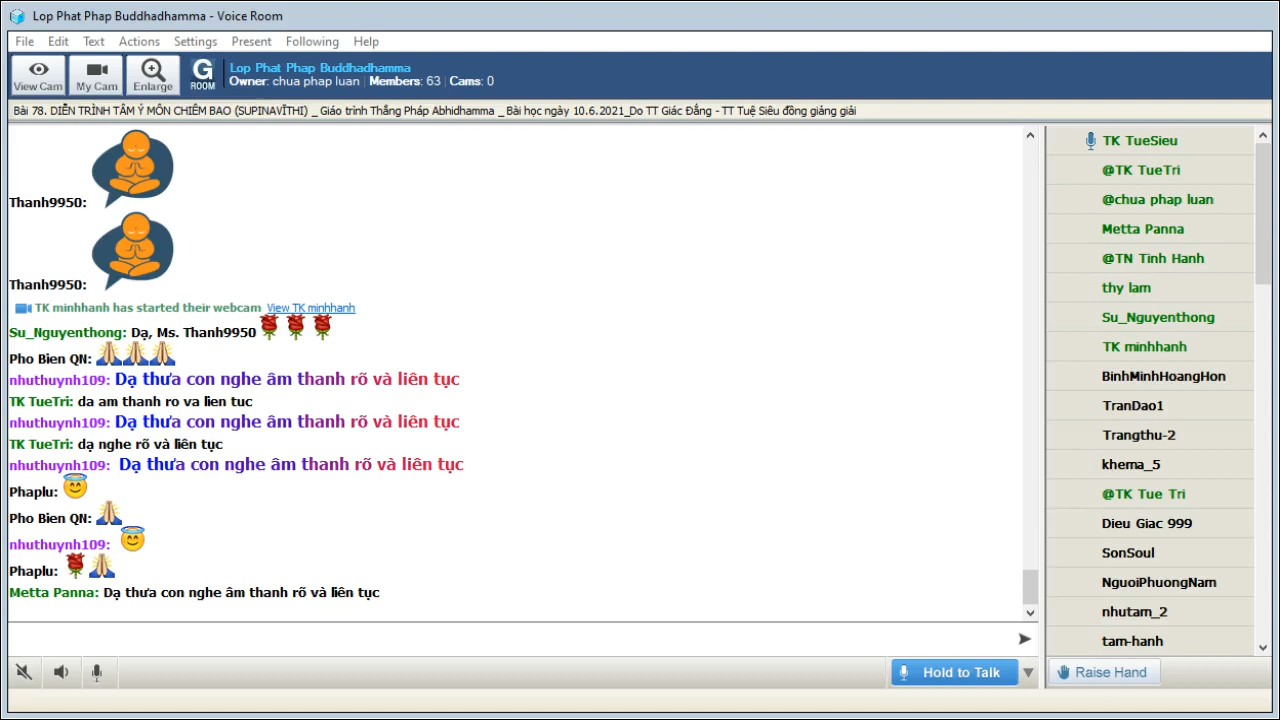 Lop Phat Phap Buddhadhamma - Voice Room
File Edit Text Actions Settings Present Following Help
View Cam My Cam Enlarge G ROOM
Lop Phat Phap Buddhadhamma
Owner: chua phap luan Members: 63 Cams: 0
Bài 78. DIỄN TRÌNH TÂM Ý MÔN CHIÊM BAO (SUPINAVĪTHI) _ Giáo trình Thắng Pháp Abhidhamma _ Bài học ngày 10.6.2021_Do TT Giác Đẳng - TT Tuệ Siêu đồng giảng giải
Thanh9950:
Thanh9950:
TK minhhanh has started their webcam View TK minhhanh
Su_Nguyenthong: Dạ, Ms. Thanh9950
Pho Bien QN:
nhuthuynh109: Dạ thưa con nghe âm thanh rõ và liên tục
TK TueTri: da am thanh ro va lien tuc
nhuthuynh109: Dạ thưa con nghe âm thanh rõ và liên tục
TK TueTri: dạ nghe rõ và liên tục
nhuthuynh109: Dạ thưa con nghe âm thanh rõ và liên tục
Phaplu:
Pho Bien QN:
nhuthuynh109:
Phaplu:
Metta Panna: Dạ thưa con nghe âm thanh rõ và liên tục
TK TueSieu
@TK TueTri
@chua phap luan
Metta Panna
@TN Tinh Hanh
thy lam
Su_Nguyenthong
TK minhhanh
BinhMinhHoangHon
TranDao1
Trangthu-2
khema_5
@TK Tue Tri
Dieu Giac 999
SonSoul
NguoiPhuongNam
nhutam_2
tam-hanh
Hold to Talk
Raise Hand